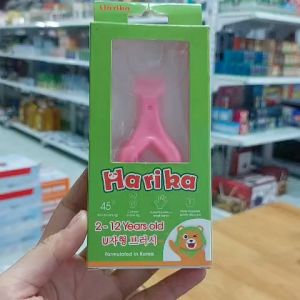 Harika
Harika
45°
2 - 12 Years old
U자형 브러시
Formulated in Korea